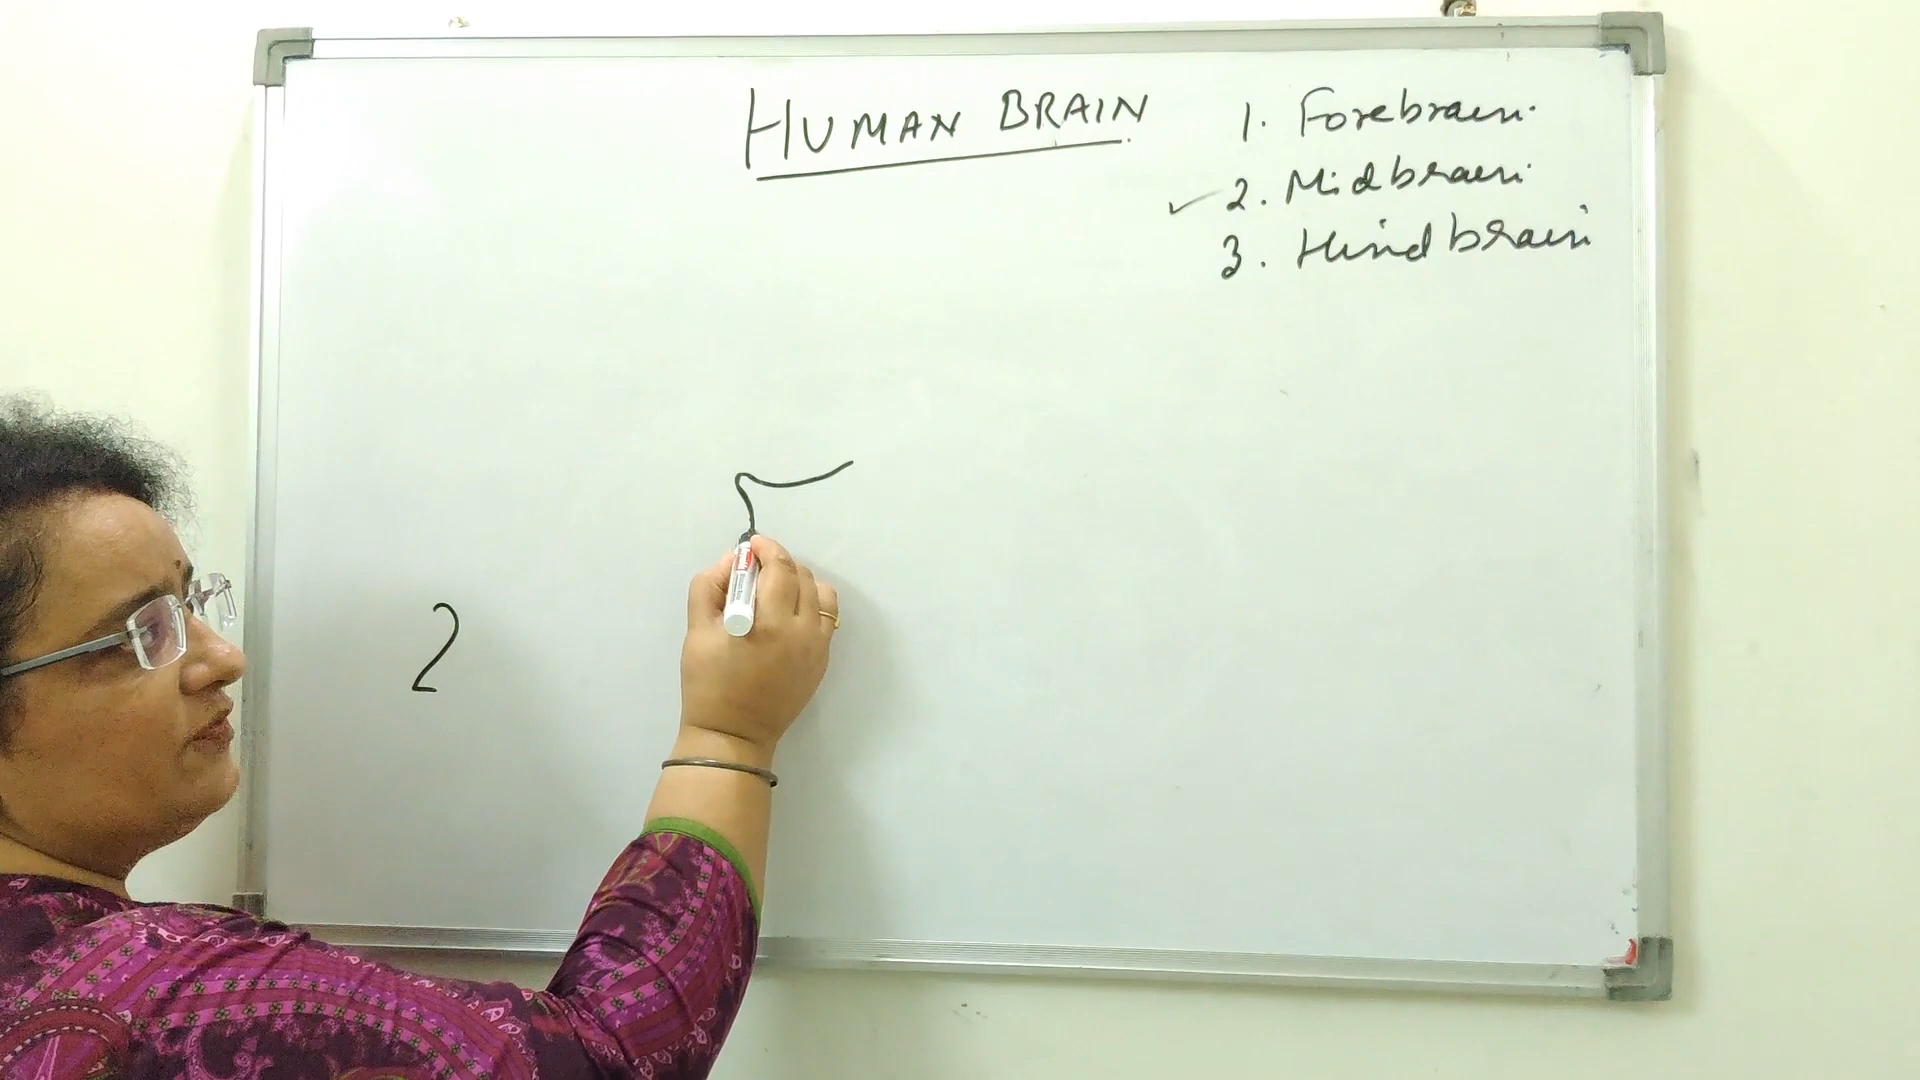 HUMAN BRAIN
1. Forebrain
✓ 2. Midbrain
3. Hindbrain
2